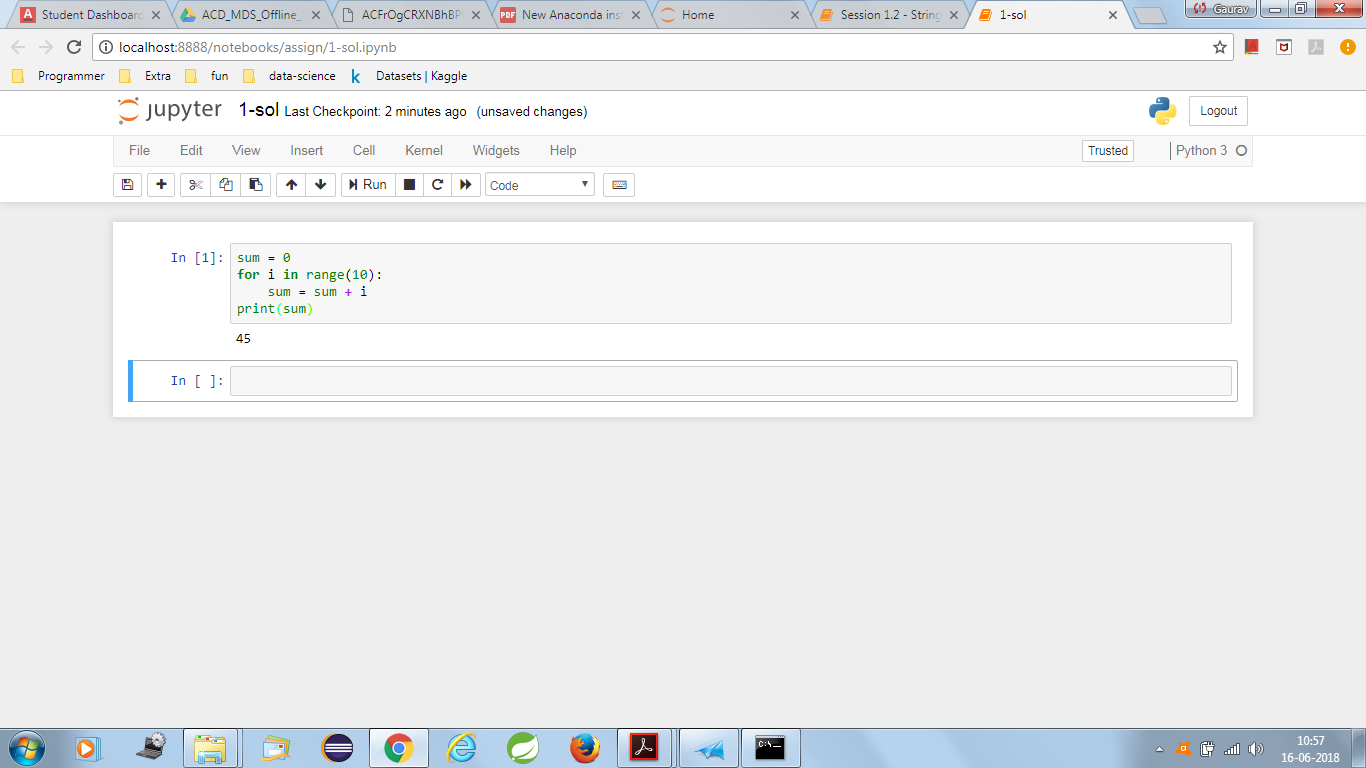 Student Dashboard
ACD_MDS_Offline_
ACFrOgCRXNBhBP
New Anaconda inst
Home
Session 1.2 - String
1-sol
Gaurav
localhost:8888/notebooks/assign/1-sol.ipynb
Programmer Extra fun data-science k Datasets | Kaggle
jupyter 1-sol Last Checkpoint: 2 minutes ago (unsaved changes)
Logout
File Edit View Insert Cell Kernel Widgets Help
Trusted Python 3
Run Code
In [1]: sum = 0
for i in range(10):
    sum = sum + i
print(sum)
45
In [ ]:
10:57
16-06-2018